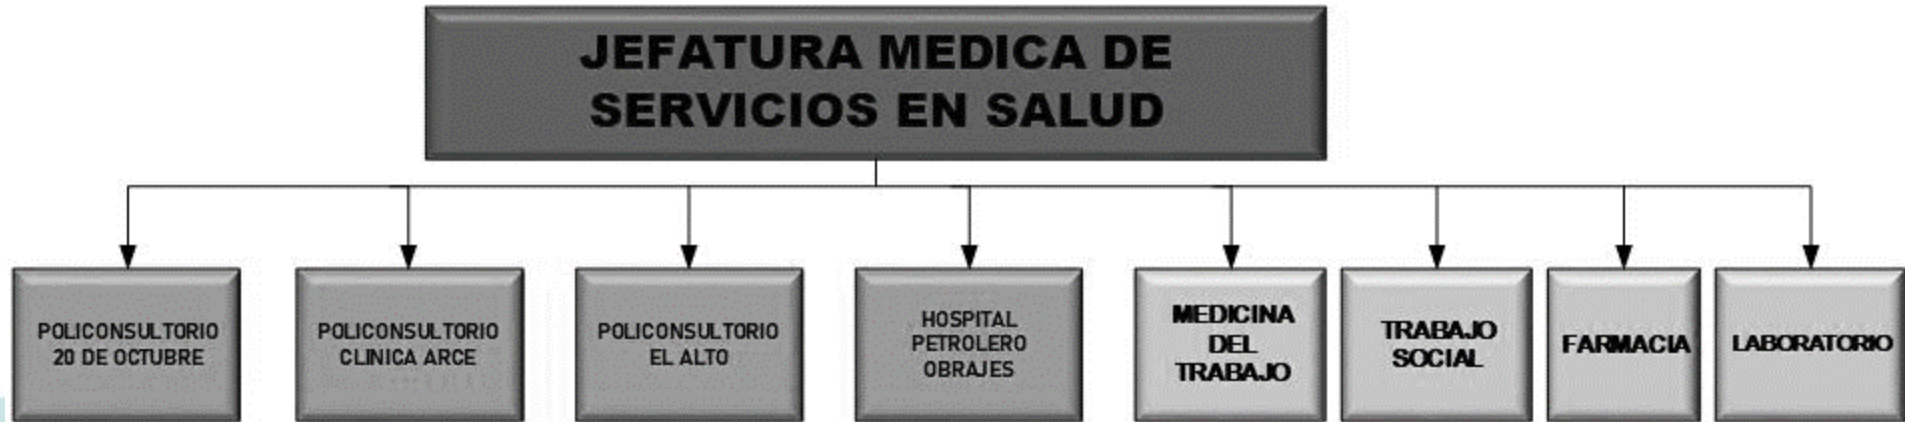 JEFATURA MEDICA DE
SERVICIOS EN SALUD
POLICONSULTORIO
20 DE OCTUBRE
POLICONSULTORIO
CLINICA ARCE
POLICONSULTORIO
EL ALTO
HOSPITAL
PETROLERO
OBRAJES
MEDICINA
DEL
TRABAJO
TRABAJO
SOCIAL
FARMACIA
LABORATORIO